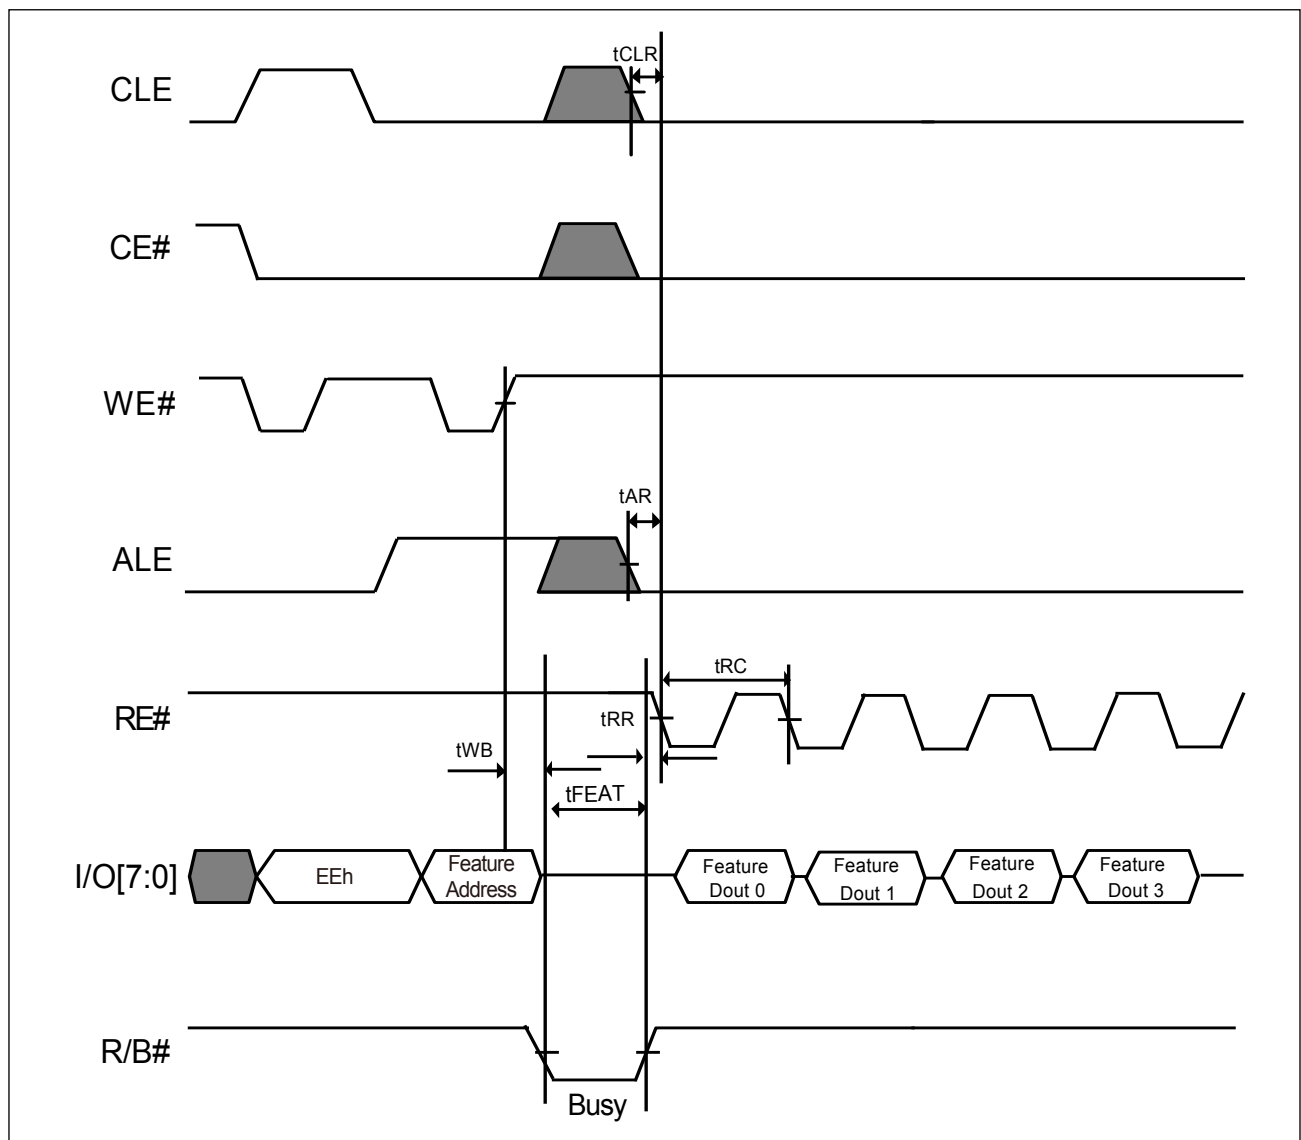 tCLR
CLE
CE#
WE#
tAR
ALE
tRC
RE#
tRR
tWB
tFEAT
I/O[7:0]
EEh
Feature
Address
Feature
Dout 0
Feature
Dout 1
Feature
Dout 2
Feature
Dout 3
R/B#
Busy